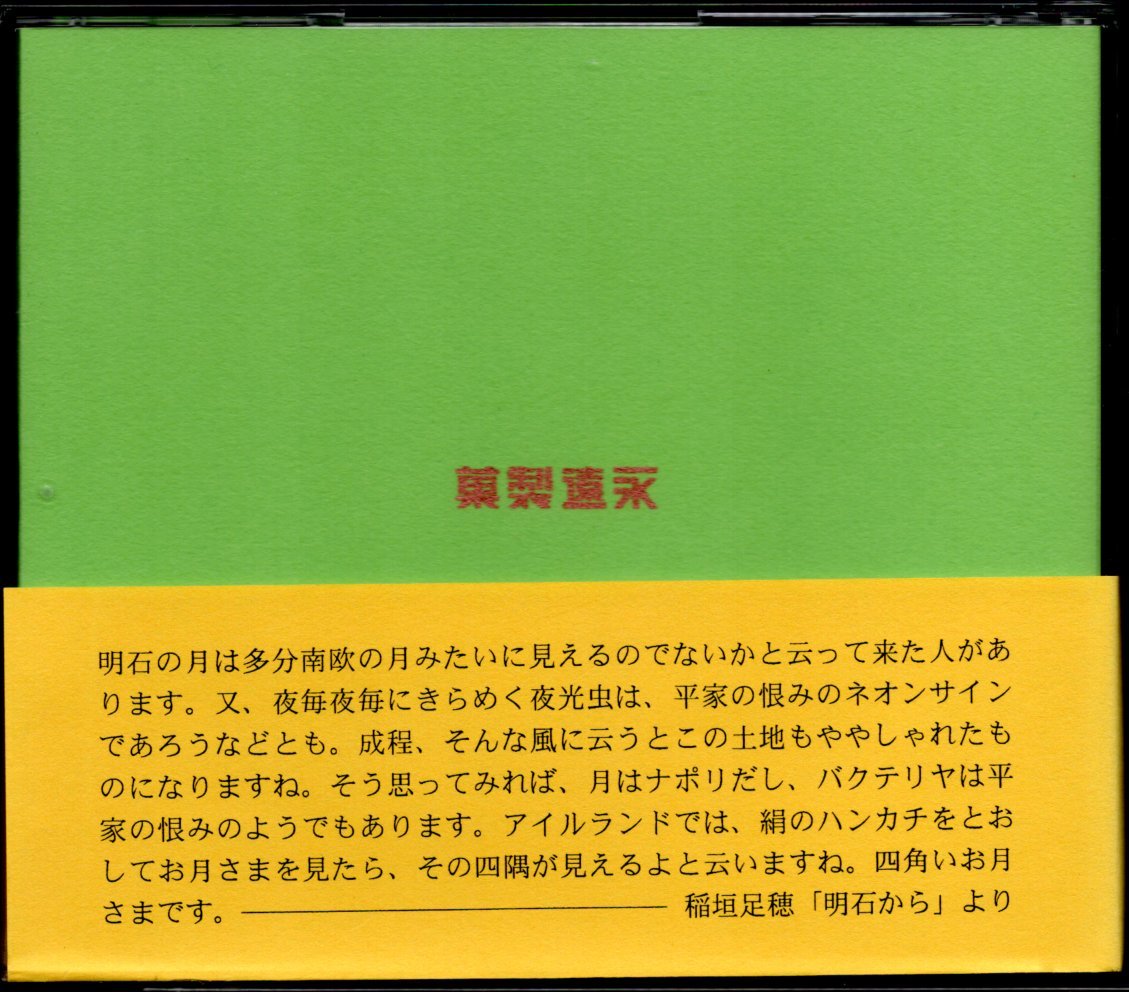 永遠製菓
明石の月は多分南欧の月みたいに見えるのでないかと云って来た人があ
ります。又、夜毎夜毎にきらめく夜光虫は、平家の恨みのネオンサイン
であろうなどとも。成程、そんな風に云うとこの土地もややしゃれたも
のになりますね。そう思ってみれば、月はナポリだし、バクテリヤは平
家の恨みのようでもあります。アイルランドでは、絹のハンカチをとお
してお月さまを見たら、その四隅が見えるよと云いますね。四角いお月
さまです。――――――――稲垣足穂「明石から」より